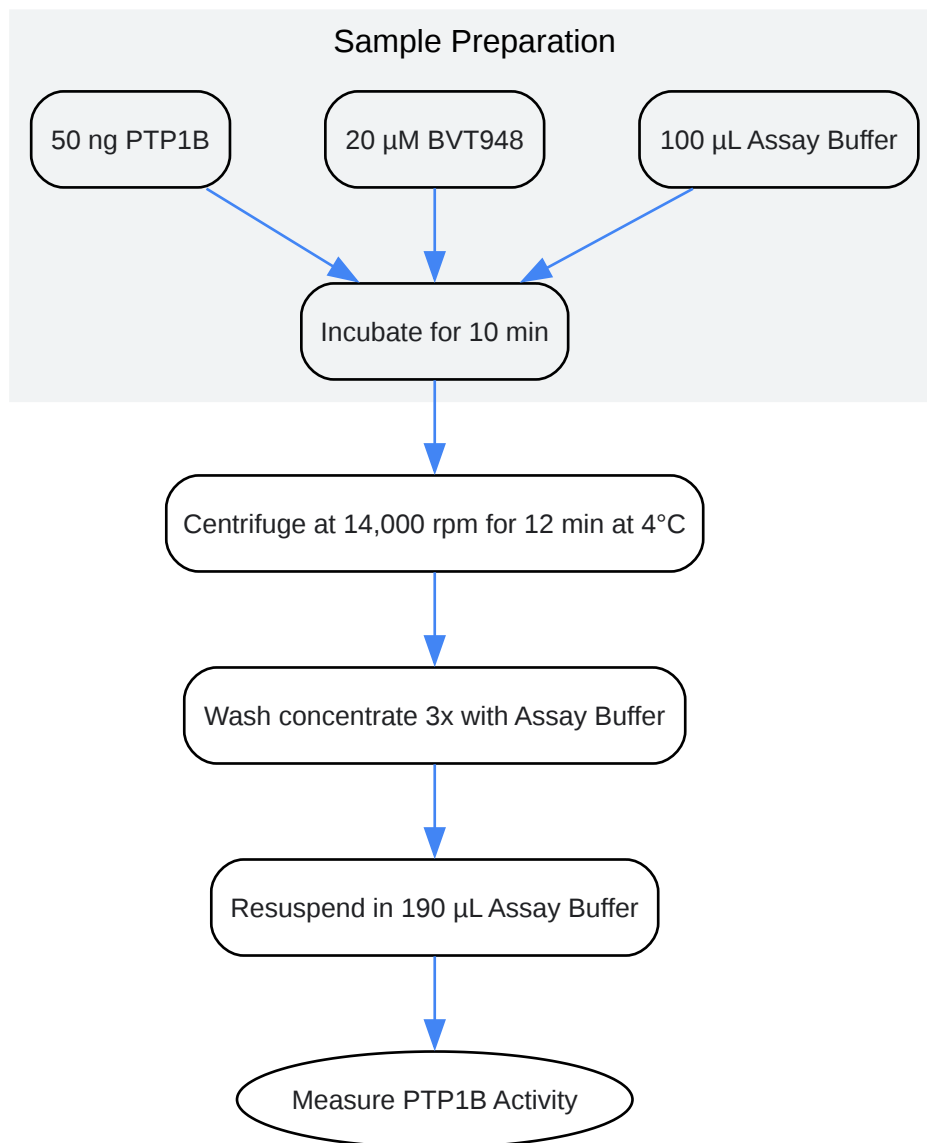 Sample Preparation
50 ng PTP1B
20 µM BVT948
100 µL Assay Buffer
Incubate for 10 min
Centrifuge at 14,000 rpm for 12 min at 4°C
Wash concentrate 3x with Assay Buffer
Resuspend in 190 µL Assay Buffer
Measure PTP1B Activity